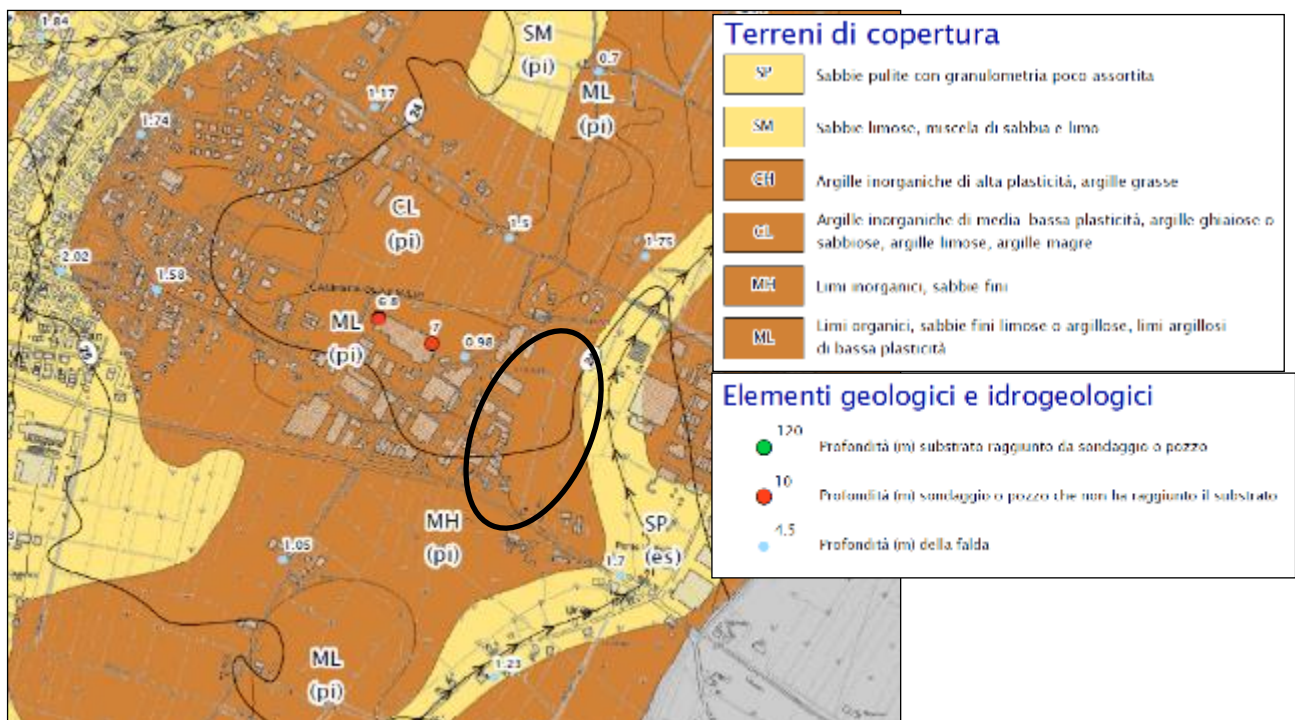 1.84
SM
(pi)
0.7
1.17
24
ML
(pi)
1.74
CL
(pi)
1.5
1.75
2.02
1.58
6.8
ML
(pi)
7
0.98
MH
(pi)
SP
(es)
1.05
1.7
ML
(pi)
1.23
Terreni di copertura
SP
Sabbie pulite con granulometria poco assortita
SM
Sabbie limose, miscela di sabbia e limo
CH
Argille inorganiche di alta plasticità, argille grasse
CL
Argille inorganiche di media bassa plasticità, argille ghiaiose o
sabbiose, argille limose, argille magre
MH
Limi inorganici, sabbie fini
ML
Limi organici, sabbie fini limose o argillose, limi argillosi
di bassa plasticità
Elementi geologici e idrogeologici
120
Profondità (m) substrato raggiunto da sondaggio o pozzo
10
Profondità (m) sondaggio o pozzo che non ha raggiunto il substrato
4.5
Profondità (m) della falda